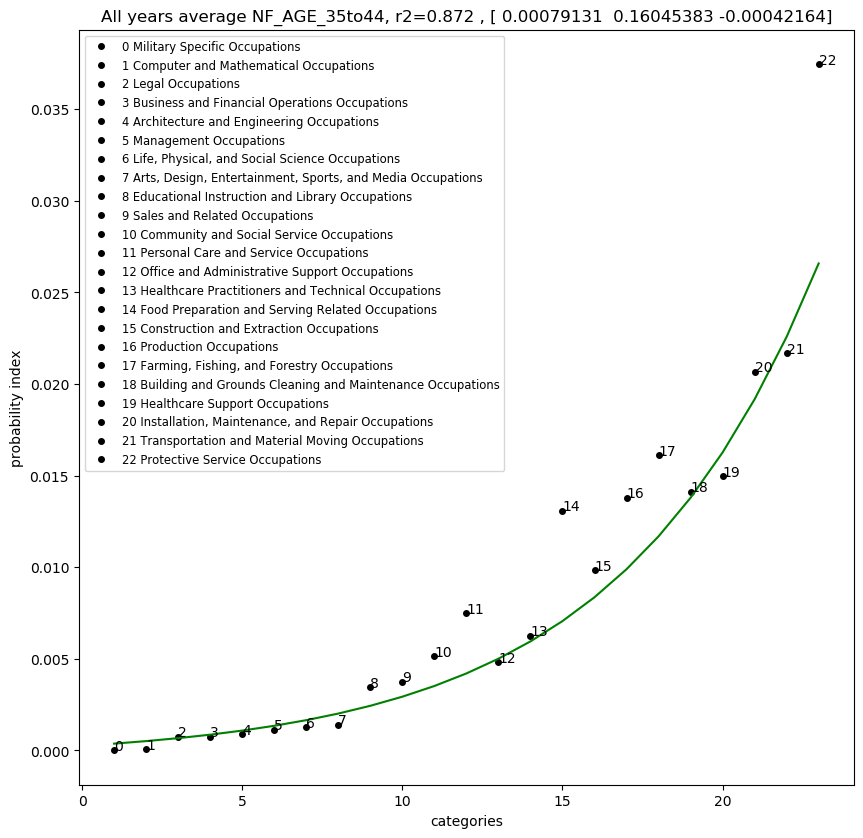 All years average NF_AGE_35to44, r2=0.872 , [ 0.00079131  0.16045383 -0.00042164]
0 Military Specific Occupations
1 Computer and Mathematical Occupations
2 Legal Occupations
3 Business and Financial Operations Occupations
4 Architecture and Engineering Occupations
5 Management Occupations
6 Life, Physical, and Social Science Occupations
7 Arts, Design, Entertainment, Sports, and Media Occupations
8 Educational Instruction and Library Occupations
9 Sales and Related Occupations
10 Community and Social Service Occupations
11 Personal Care and Service Occupations
12 Office and Administrative Support Occupations
13 Healthcare Practitioners and Technical Occupations
14 Food Preparation and Serving Related Occupations
15 Construction and Extraction Occupations
16 Production Occupations
17 Farming, Fishing, and Forestry Occupations
18 Building and Grounds Cleaning and Maintenance Occupations
19 Healthcare Support Occupations
20 Installation, Maintenance, and Repair Occupations
21 Transportation and Material Moving Occupations
22 Protective Service Occupations
probability index
0.035
0.030
0.025
0.020
0.015
0.010
0.005
0.000
0
1
2
3
4
5
6
7
8
9
10
11
12
13
14
15
16
17
18
19
20
21
22
0
5
10
15
20
categories